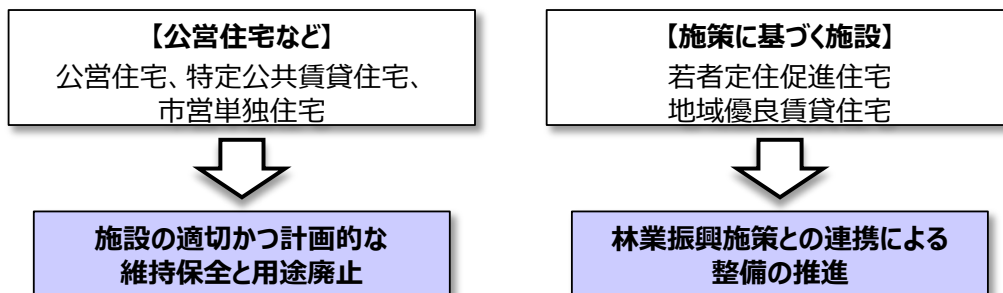 【公営住宅など】
公営住宅、特定公共賃貸住宅、
市営単独住宅
施設の適切かつ計画的な
維持保全と用途廃止
【施策に基づく施設】
若者定住促進住宅
地域優良賃貸住宅
林業振興施策との連携による
整備の推進